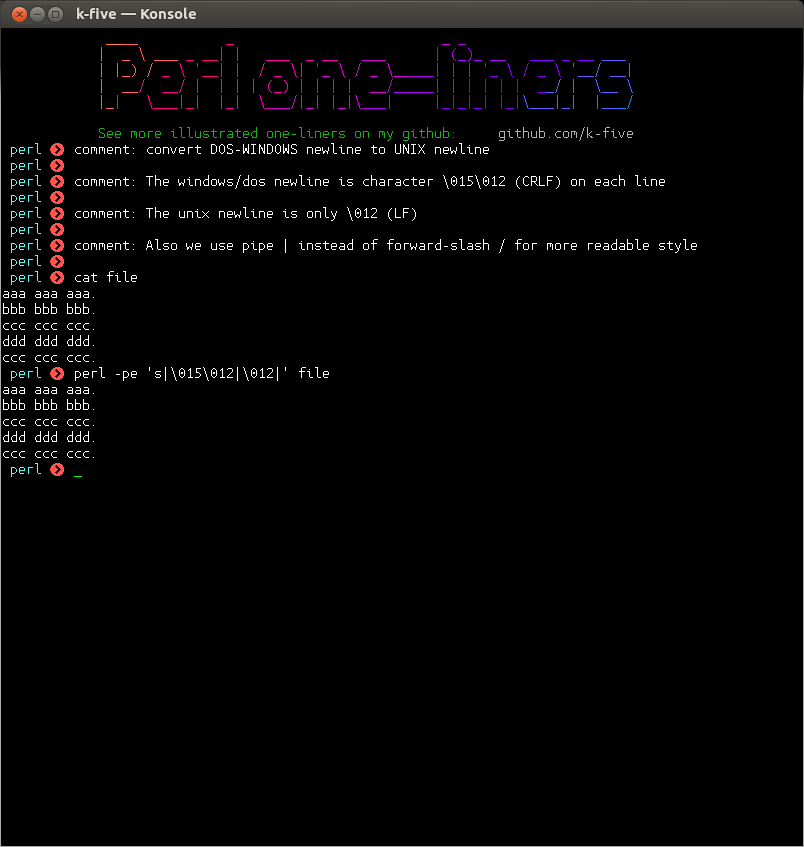 k-five — Konsole
Perl one-liners
See more illustrated one-liners on my github: github.com/k-five
perl comment: convert DOS-WINDOWS newline to UNIX newline
perl
perl comment: The windows/dos newline is character \015\012 (CRLF) on each line
perl
perl comment: The unix newline is only \012 (LF)
perl
perl comment: Also we use pipe | instead of forward-slash / for more readable style
perl
perl cat file
aaa aaa aaa.
bbb bbb bbb.
ccc ccc ccc.
ddd ddd ddd.
ccc ccc ccc.
perl perl -pe 's|\015\012|\012|' file
aaa aaa aaa.
bbb bbb bbb.
ccc ccc ccc.
ddd ddd ddd.
ccc ccc ccc.
perl _